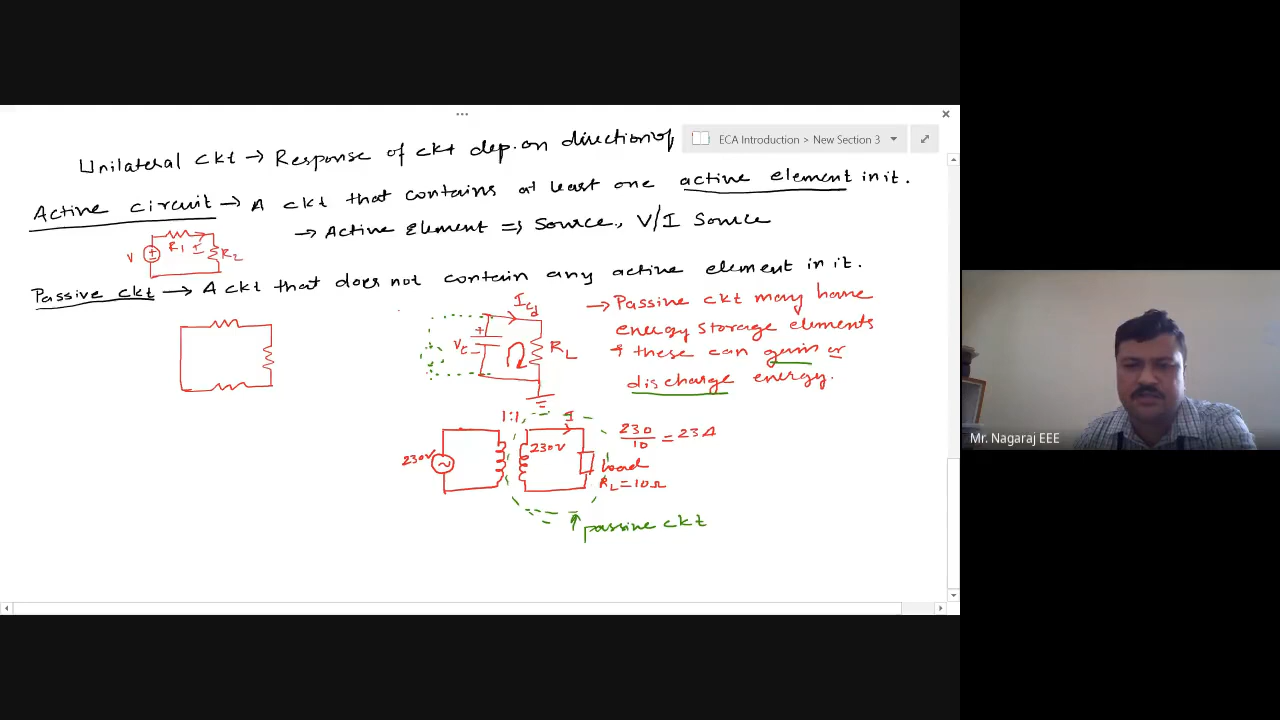 Unilateral ckt → Response of ckt dep. on direction of
ECA Introduction > New Section 3
Active circuit → A ckt that contains at least one active element in it.
→ Active Element ⇒ Source, V/I Source
V
R1
I
R2
Passive ckt → A ckt that does not contain any active element in it.
Icd
Vc
+
-
RL
→ Passive ckt may have
energy storage elements
+ these can gain or
discharge energy.
1:1
I
230V
230V
230/10 = 23A
Load
RL = 10Ω
passive ckt
Mr. Nagaraj EEE